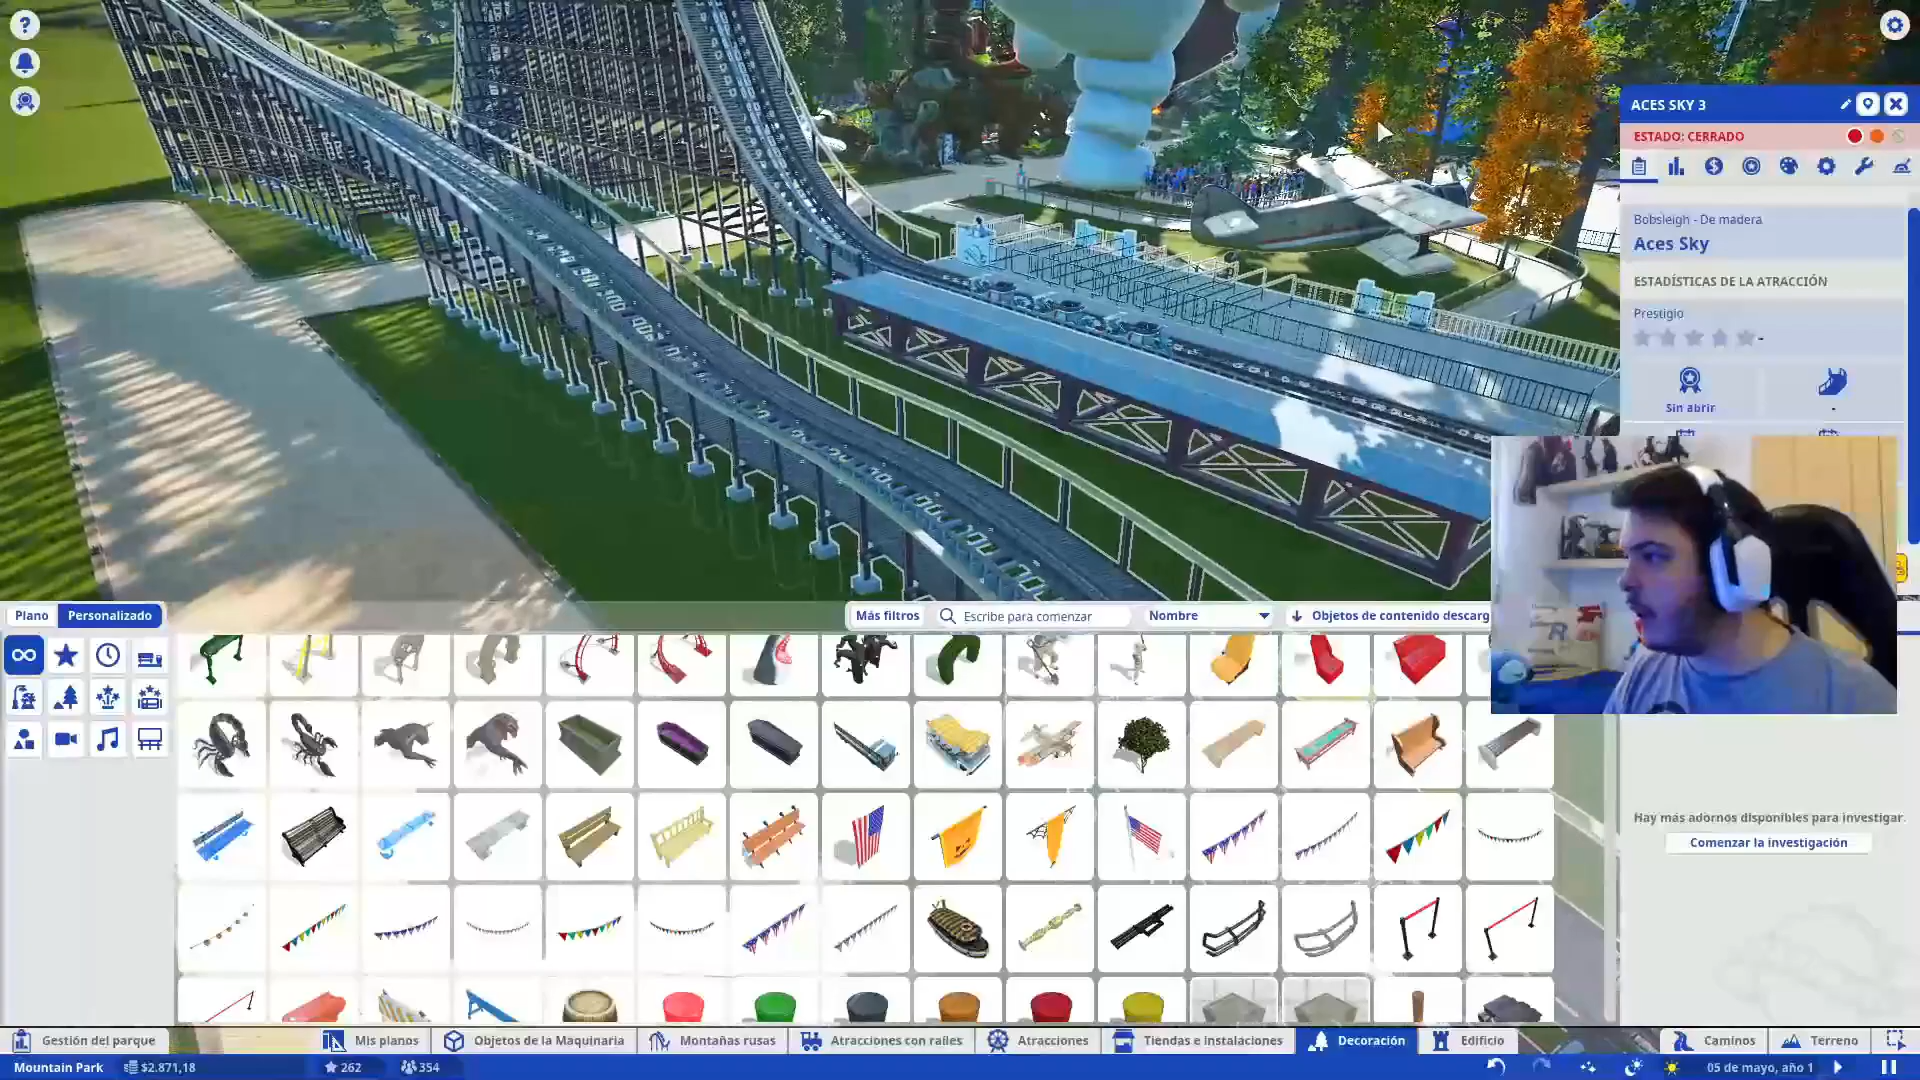 ?
ACES SKY 3
ESTADO: CERRADO
Bobsleigh - De madera
Aces Sky
ESTADÍSTICAS DE LA ATRACCIÓN
Prestigio
-
Sin abrir
-
Plano
Personalizado
Más filtros
Escribe para comenzar
Nombre
Objetos de contenido descarg
Hay más adornos disponibles para investigar.
Comenzar la investigación
Gestión del parque
Mis planos
Objetos de la Maquinaria
Montañas rusas
Atracciones con raíles
Atracciones
Tiendas e instalaciones
Decoración
Edificio
Caminos
Terreno
Mountain Park
$2.871,18
262
354
05 de mayo, año 1